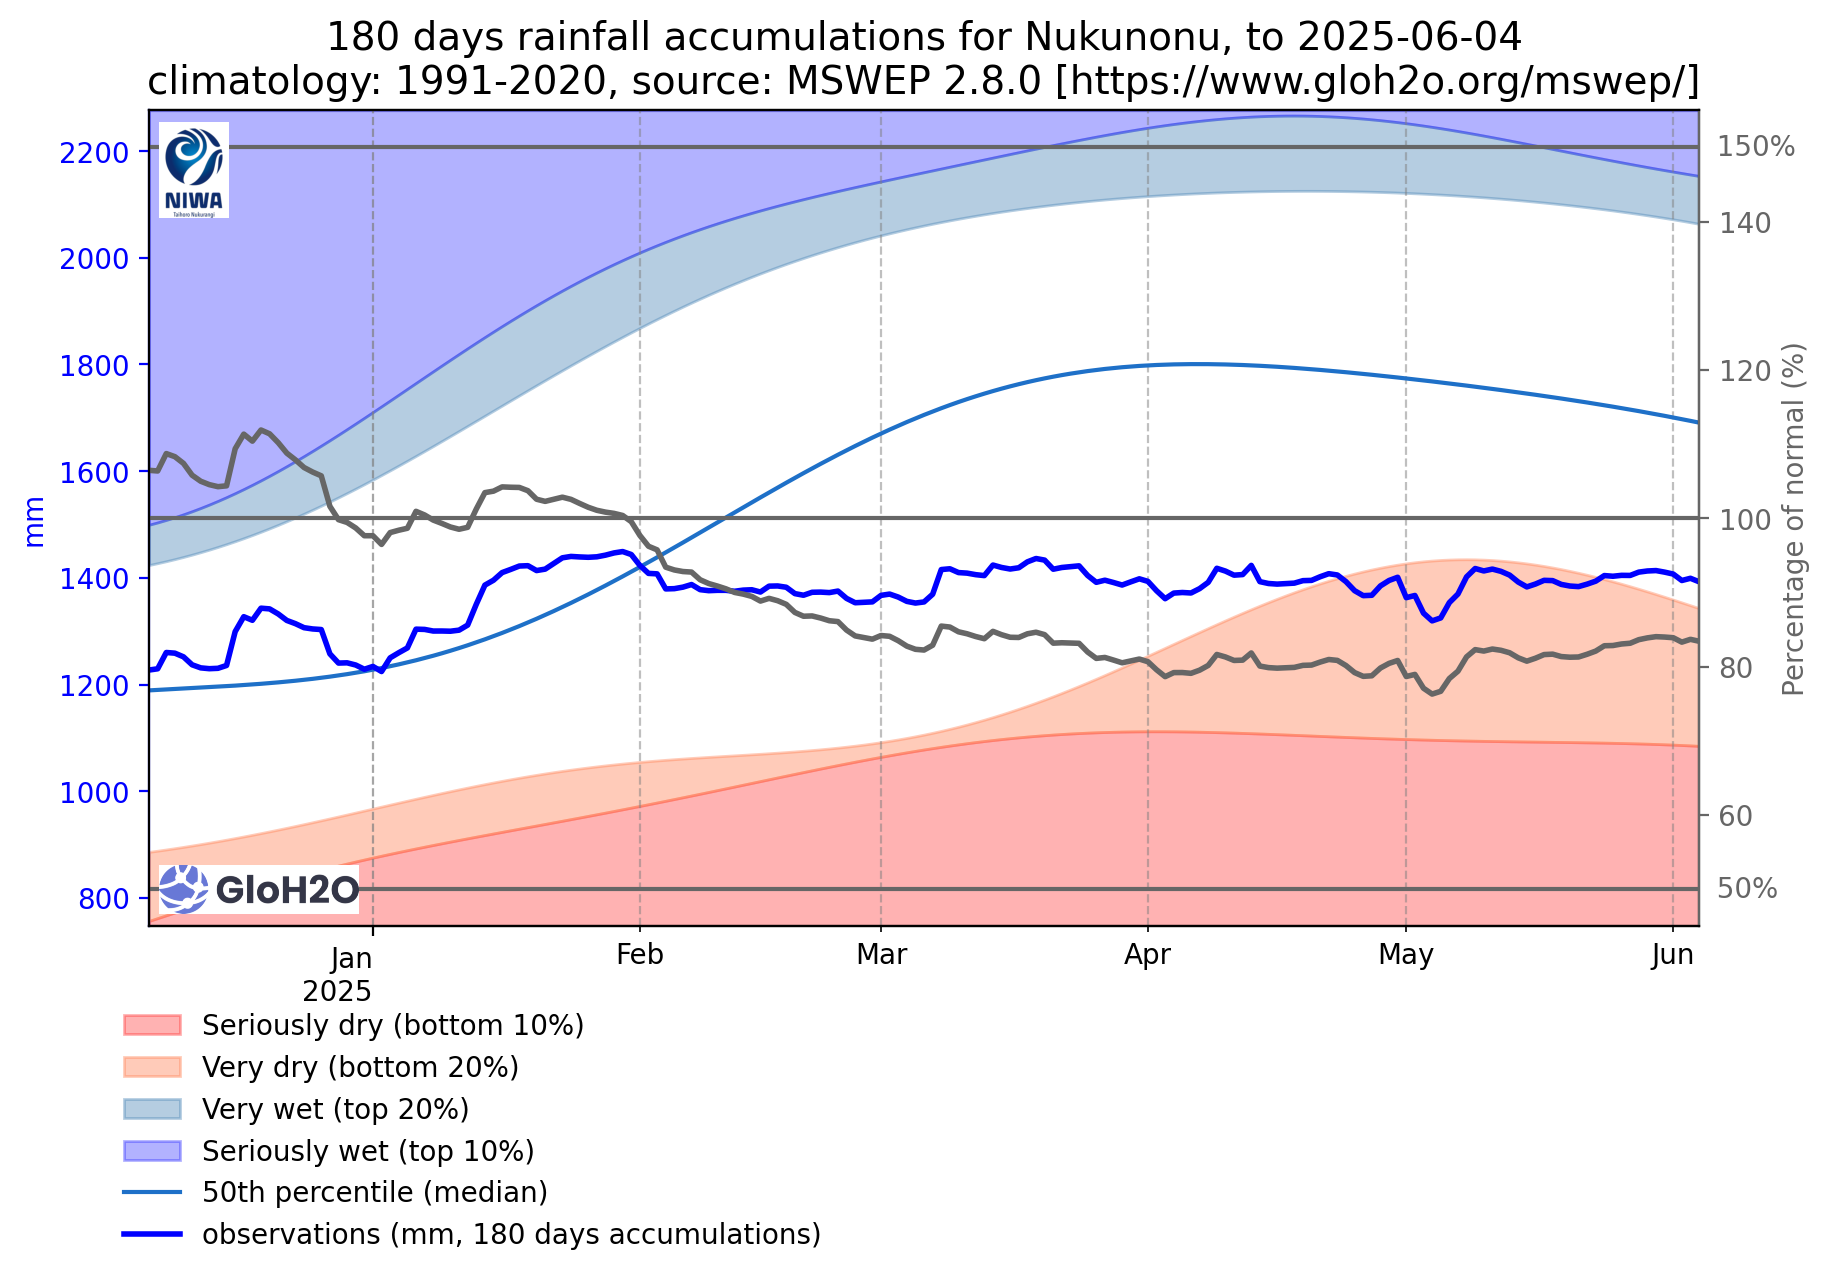 180 days rainfall accumulations for Nukunonu, to 2025-06-04
climatology: 1991-2020, source: MSWEP 2.8.0 [https://www.gloh2o.org/mswep/]
NIWA
Taihoro Nukurangi
2200
2000
1800
1600
1400
1200
1000
800
mm
150%
140
120
100
80
60
50%
Percentage of normal (%)
GloH2O
Jan
2025
Feb
Mar
Apr
May
Jun
Seriously dry (bottom 10%)
Very dry (bottom 20%)
Very wet (top 20%)
Seriously wet (top 10%)
50th percentile (median)
observations (mm, 180 days accumulations)